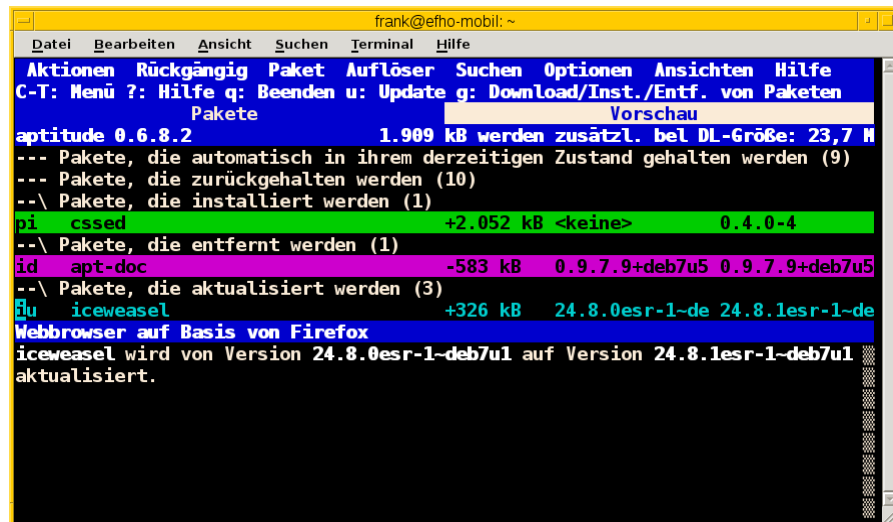 frank@efho-mobil: ~
Datei Bearbeiten Ansicht Suchen Terminal Hilfe
Aktionen Rückgängig Paket Auflöser Suchen Optionen Ansichten Hilfe
C-T: Menü ?: Hilfe q: Beenden u: Update g: Download/Inst./Entf. von Paketen
Pakete Vorschau
aptitude 0.6.8.2 1.909 kB werden zusätzl. bel DL-Größe: 23,7 M
--- Pakete, die automatisch in ihrem derzeitigen Zustand gehalten werden (9)
--- Pakete, die zurückgehalten werden (10)
--\ Pakete, die installiert werden (1)
pi cssed +2.052 kB <keine> 0.4.0-4
--\ Pakete, die entfernt werden (1)
id apt-doc -583 kB 0.9.7.9+deb7u5 0.9.7.9+deb7u5
--\ Pakete, die aktualisiert werden (3)
iu iceweasel +326 kB 24.8.0esr-1~de 24.8.1esr-1~de
Webbrowser auf Basis von Firefox
iceweasel wird von Version 24.8.0esr-1~deb7u1 auf Version 24.8.1esr-1~deb7u1
aktualisiert.